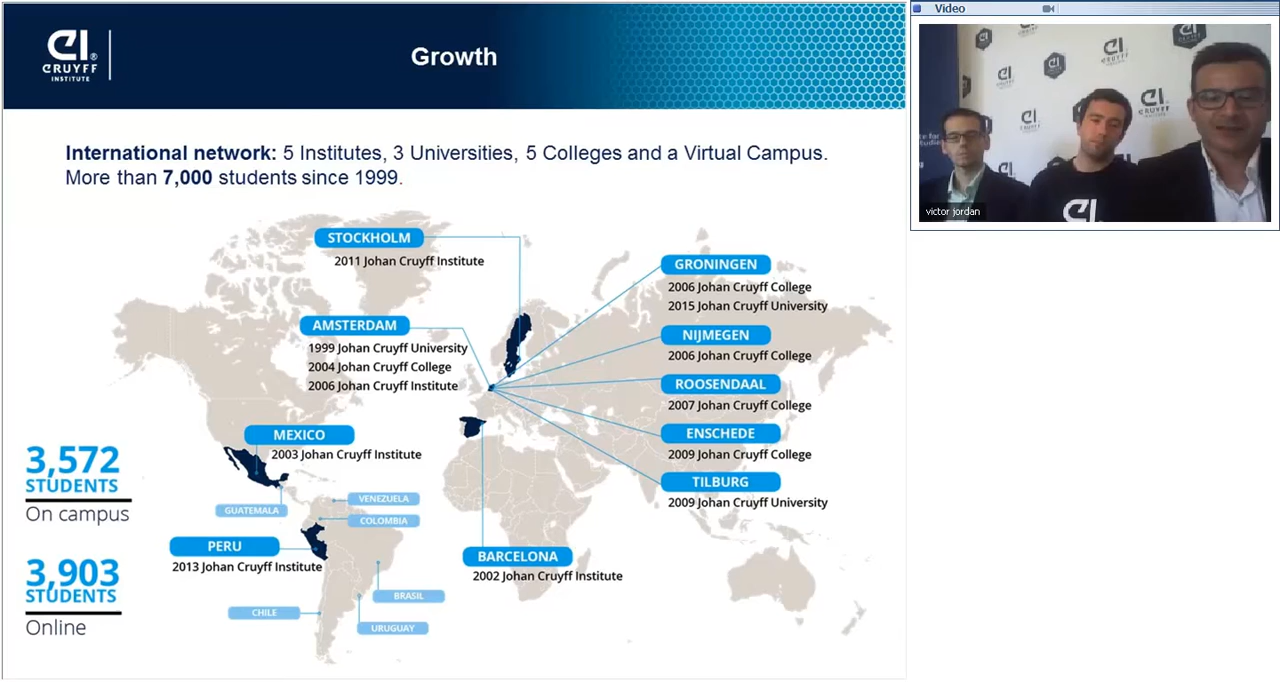 CI®
CRUYFF
INSTITUTE
Growth
International network: 5 Institutes, 3 Universities, 5 Colleges and a Virtual Campus.
More than 7,000 students since 1999.
STOCKHOLM
2011 Johan Cruyff Institute
AMSTERDAM
1999 Johan Cruyff University
2004 Johan Cruyff College
2006 Johan Cruyff Institute
MEXICO
2003 Johan Cruyff Institute
GUATEMALA
VENEZUELA
COLOMBIA
PERU
2013 Johan Cruyff Institute
BRASIL
CHILE
URUGUAY
BARCELONA
2002 Johan Cruyff Institute
GRONINGEN
2006 Johan Cruyff College
2015 Johan Cruyff University
NIJMEGEN
2006 Johan Cruyff College
ROOSENDAAL
2007 Johan Cruyff College
ENSCHEDE
2009 Johan Cruyff College
TILBURG
2009 Johan Cruyff University
3,572
STUDENTS
On campus
3,903
STUDENTS
Online
Video
CI
CRUYFF
victor jordan